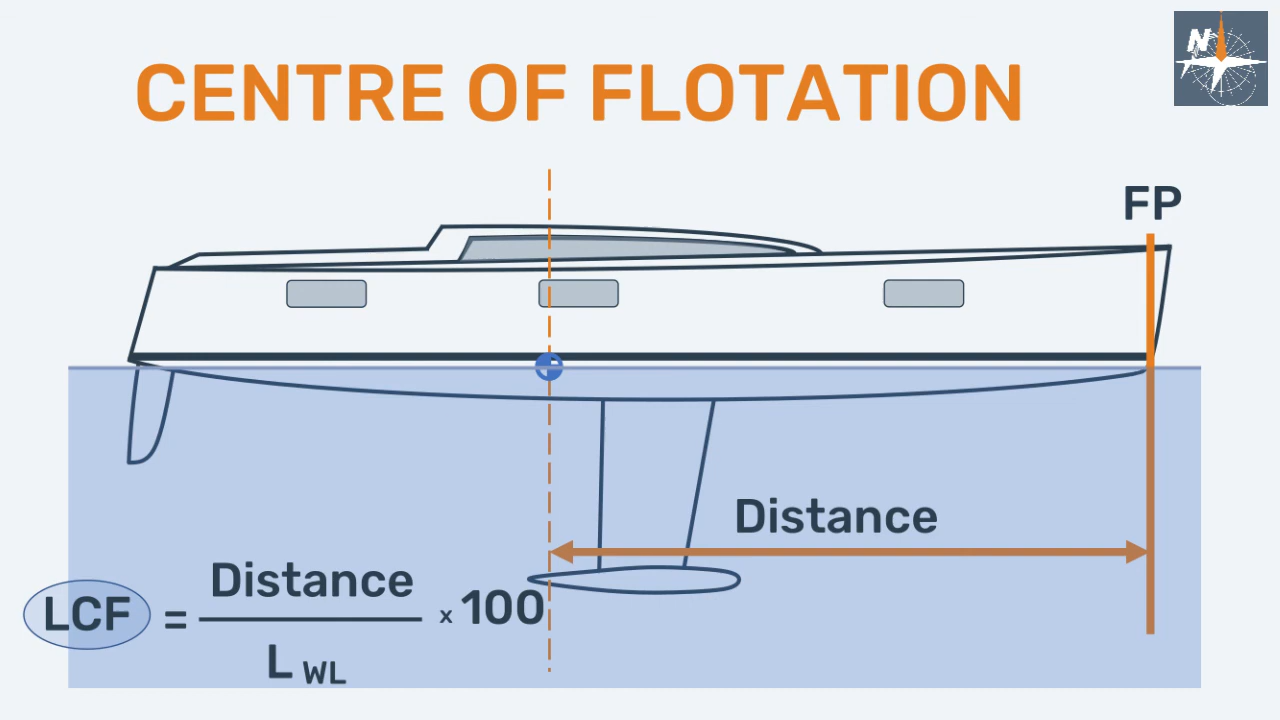 CENTRE OF FLOTATION
N
FP
Distance
LCF = Distance / L WL x 100